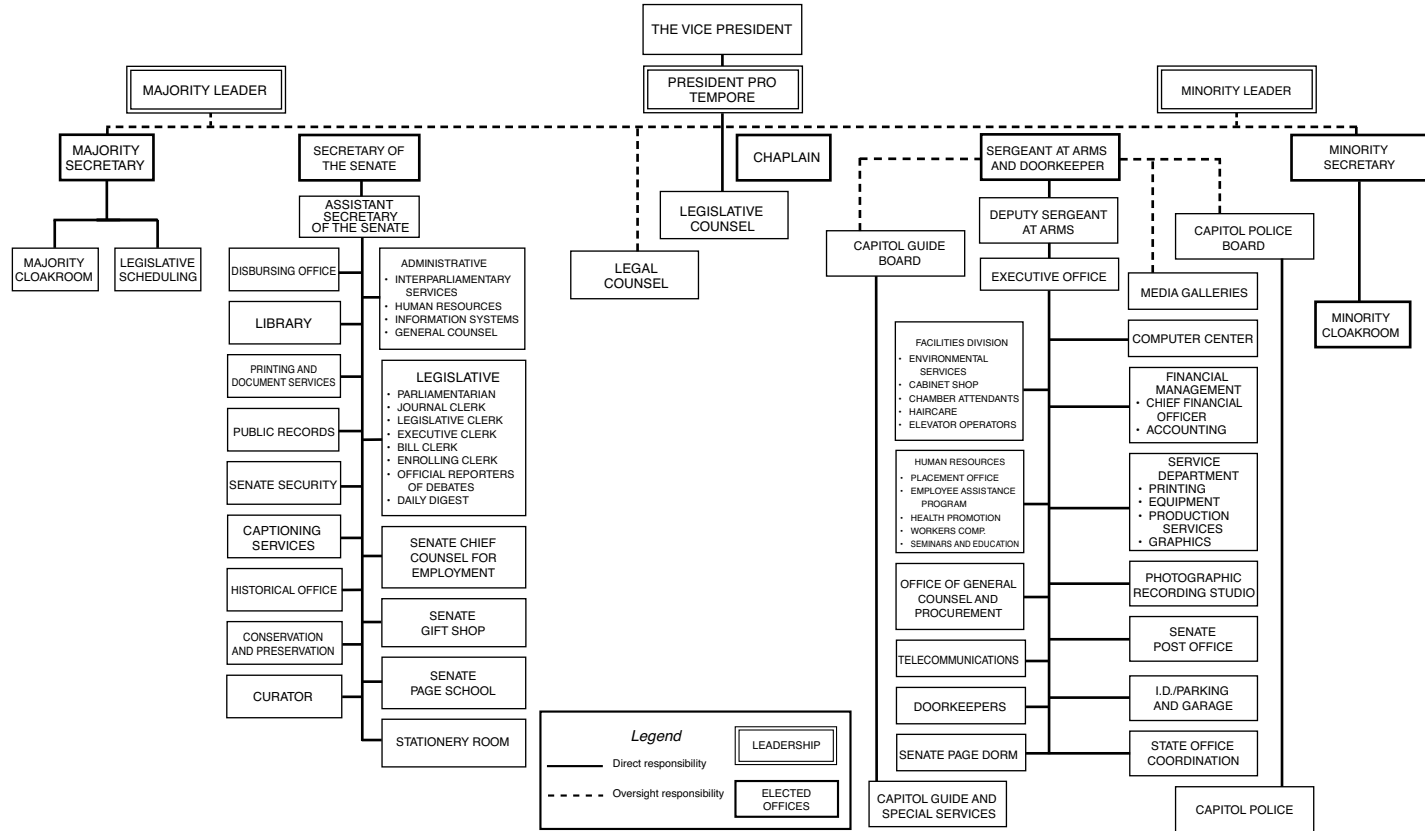 THE VICE PRESIDENT
MAJORITY LEADER
PRESIDENT PRO
TEMPORE
MINORITY LEADER
MAJORITY
SECRETARY
SECRETARY OF
THE SENATE
CHAPLAIN
SERGEANT AT ARMS
AND DOORKEEPER
MINORITY
SECRETARY
ASSISTANT
SECRETARY
OF THE SENATE
LEGISLATIVE
COUNSEL
DEPUTY SERGEANT
AT ARMS
MAJORITY
CLOAKROOM
LEGISLATIVE
SCHEDULING
LEGAL
COUNSEL
CAPITOL GUIDE
BOARD
CAPITOL POLICE
BOARD
EXECUTIVE OFFICE
MEDIA GALLERIES
MINORITY
CLOAKROOM
DISBURSING OFFICE
LIBRARY
PRINTING AND
DOCUMENT SERVICES
PUBLIC RECORDS
SENATE SECURITY
CAPTIONING
SERVICES
HISTORICAL OFFICE
CONSERVATION
AND PRESERVATION
CURATOR
ADMINISTRATIVE
• INTERPARLIAMENTARY
SERVICES
• HUMAN RESOURCES
• INFORMATION SYSTEMS
• GENERAL COUNSEL
LEGISLATIVE
• PARLIAMENTARIAN
• JOURNAL CLERK
• LEGISLATIVE CLERK
• EXECUTIVE CLERK
• BILL CLERK
• ENROLLING CLERK
• OFFICIAL REPORTERS
OF DEBATES
• DAILY DIGEST
SENATE CHIEF
COUNSEL FOR
EMPLOYMENT
SENATE
GIFT SHOP
SENATE
PAGE SCHOOL
STATIONERY ROOM
Legend
Direct responsibility
Oversight responsibility
LEADERSHIP
ELECTED
OFFICES
FACILITIES DIVISION
• ENVIRONMENTAL
SERVICES
• CABINET SHOP
• CHAMBER ATTENDANTS
• HAIRCARE
• ELEVATOR OPERATORS
HUMAN RESOURCES
• PLACEMENT OFFICE
• EMPLOYEE ASSISTANCE
PROGRAM
• HEALTH PROMOTION
• WORKERS COMP.
• SEMINARS AND EDUCATION
OFFICE OF GENERAL
COUNSEL AND
PROCUREMENT
TELECOMMUNICATIONS
DOORKEEPERS
SENATE PAGE DORM
CAPITOL GUIDE AND
SPECIAL SERVICES
COMPUTER CENTER
FINANCIAL
MANAGEMENT
• CHIEF FINANCIAL
OFFICER
• ACCOUNTING
SERVICE
DEPARTMENT
• PRINTING
• EQUIPMENT
• PRODUCTION
SERVICES
• GRAPHICS
PHOTOGRAPHIC
RECORDING STUDIO
SENATE
POST OFFICE
I.D./PARKING
AND GARAGE
STATE OFFICE
COORDINATION
CAPITOL POLICE